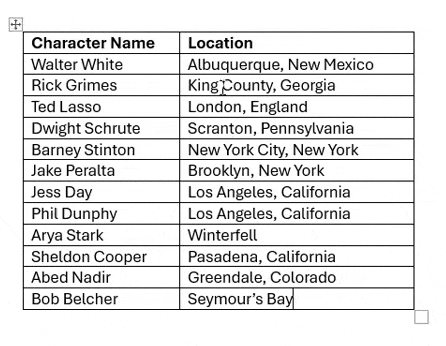 Character Name Location
Walter White Albuquerque, New Mexico
Rick Grimes King County, Georgia
Ted Lasso London, England
Dwight Schrute Scranton, Pennsylvania
Barney Stinton New York City, New York
Jake Peralta Brooklyn, New York
Jess Day Los Angeles, California
Phil Dunphy Los Angeles, California
Arya Stark Winterfell
Sheldon Cooper Pasadena, California
Abed Nadir Greendale, Colorado
Bob Belcher Seymour’s Bay